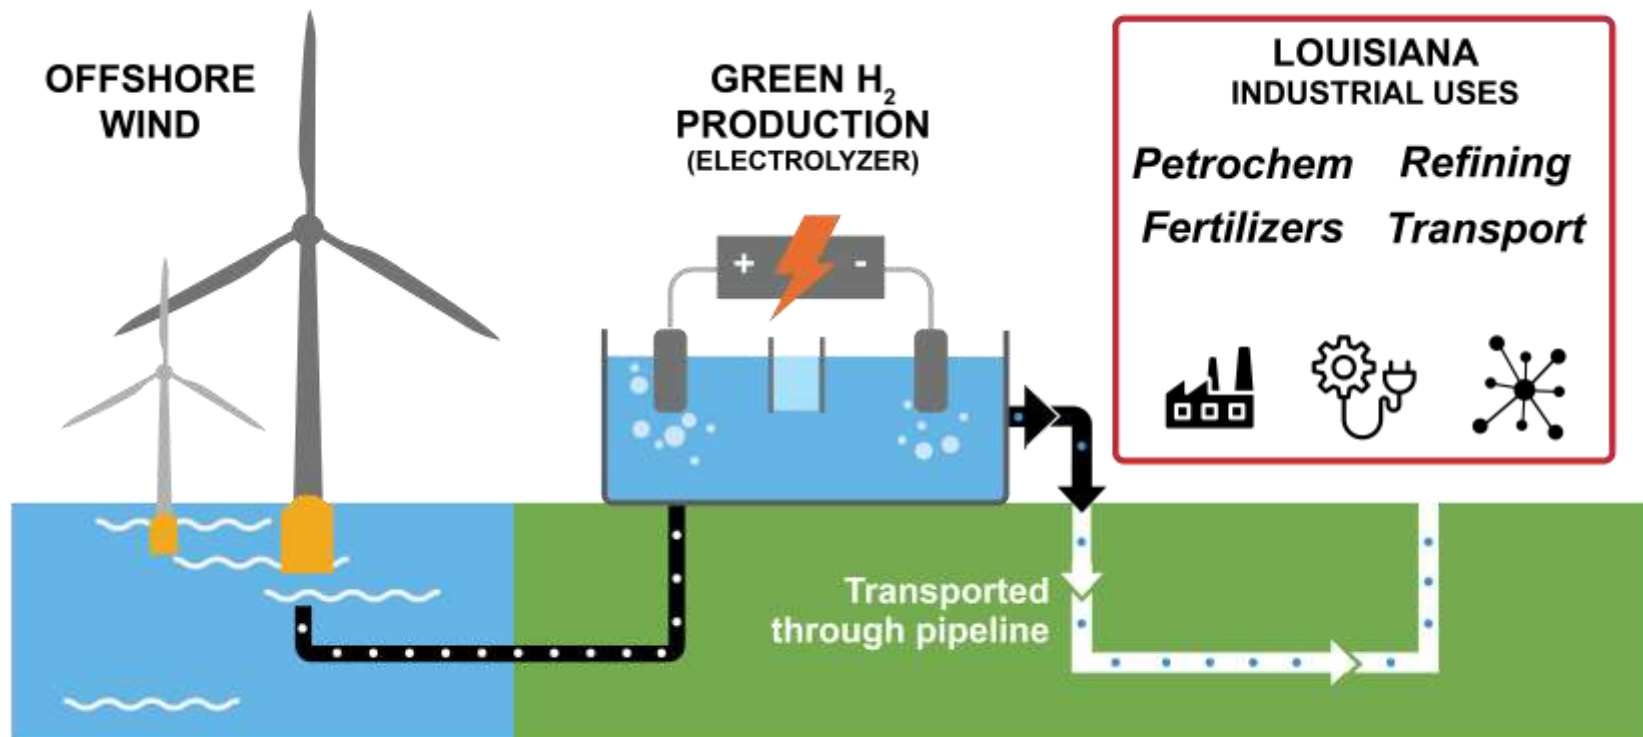 OFFSHORE
WIND
GREEN H₂
PRODUCTION
(ELECTROLYZER)
+ -
LOUISIANA
INDUSTRIAL USES
Petrochem Refining
Fertilizers Transport
Transported
through pipeline